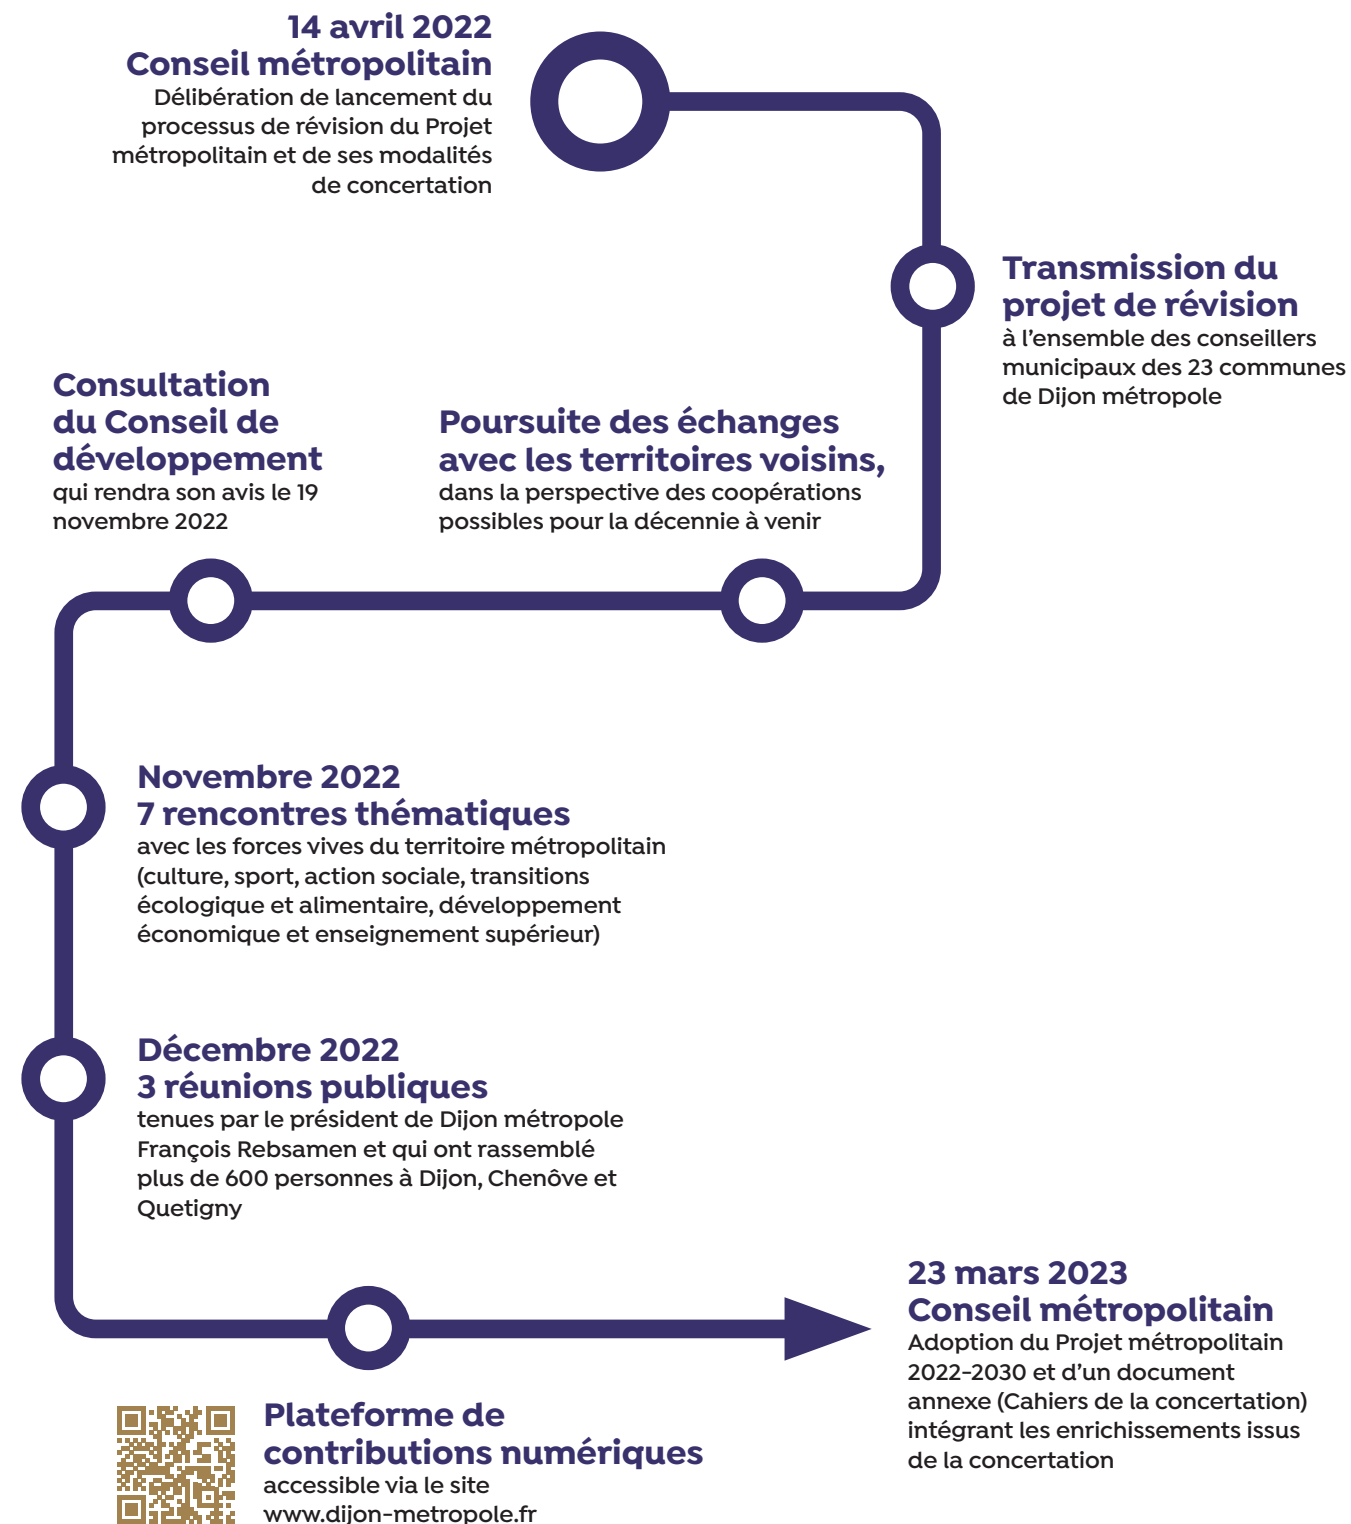 14 avril 2022
Conseil métropolitain
Délibération de lancement du
processus de révision du Projet
métropolitain et de ses modalités
de concertation
Transmission du
projet de révision
à l'ensemble des conseillers
municipaux des 23 communes
de Dijon métropole
Poursuite des échanges
avec les territoires voisins,
dans la perspective des coopérations
possibles pour la décennie à venir
Consultation
du Conseil de
développement
qui rendra son avis le 19
novembre 2022
Novembre 2022
7 rencontres thématiques
avec les forces vives du territoire métropolitain
(culture, sport, action sociale, transitions
écologique et alimentaire, développement
économique et enseignement supérieur)
Décembre 2022
3 réunions publiques
tenues par le président de Dijon métropole
François Rebsamen et qui ont rassemblé
plus de 600 personnes à Dijon, Chenôve et
Quetigny
Plateforme de
contributions numériques
accessible via le site
www.dijon-metropole.fr
23 mars 2023
Conseil métropolitain
Adoption du Projet métropolitain
2022-2030 et d'un document
annexe (Cahiers de la concertation)
intégrant les enrichissements issus
de la concertation